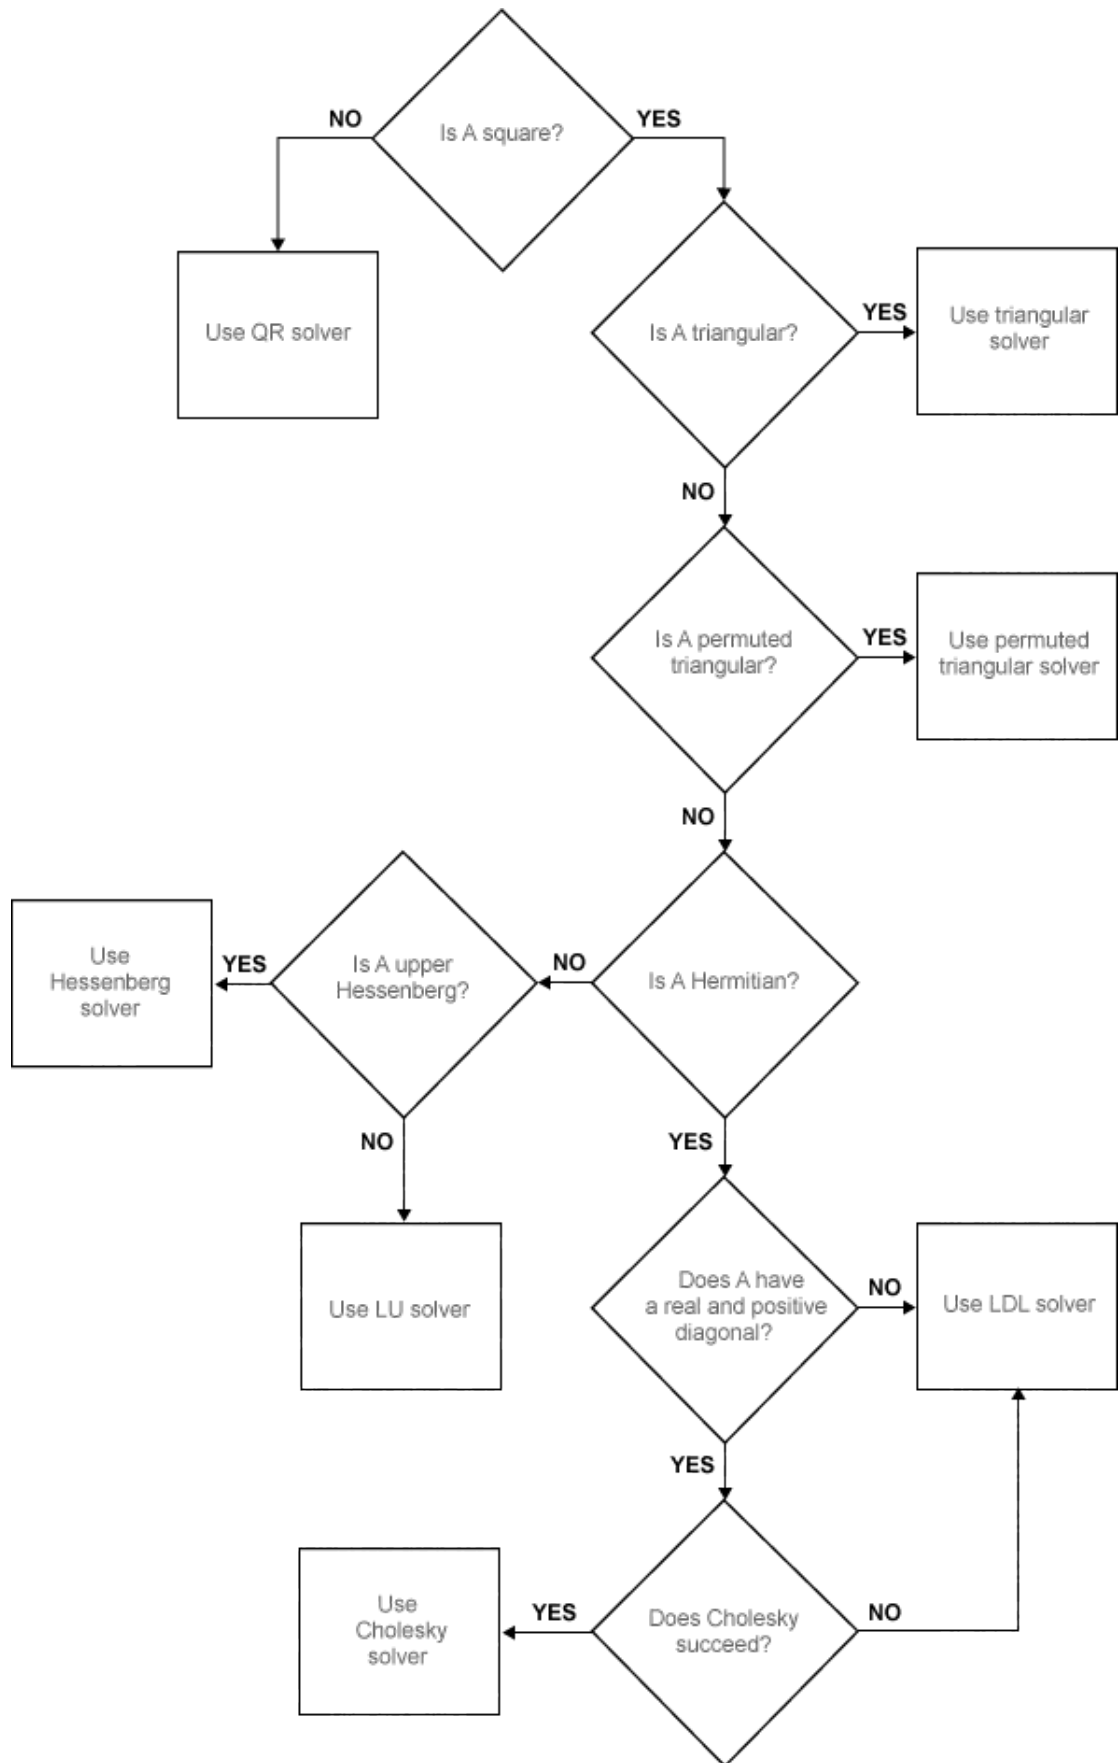 NO
Is A square?
YES
Use QR solver
Is A triangular?
YES
Use triangular
solver
NO
Is A permuted
triangular?
YES
Use permuted
triangular solver
NO
Is A Hermitian?
NO
Is A upper
Hessenberg?
YES
Use
Hessenberg
solver
NO
Use LU solver
YES
Does A have
a real and positive
diagonal?
NO
Use LDL solver
YES
Does Cholesky
succeed?
YES
Use
Cholesky
solver
NO